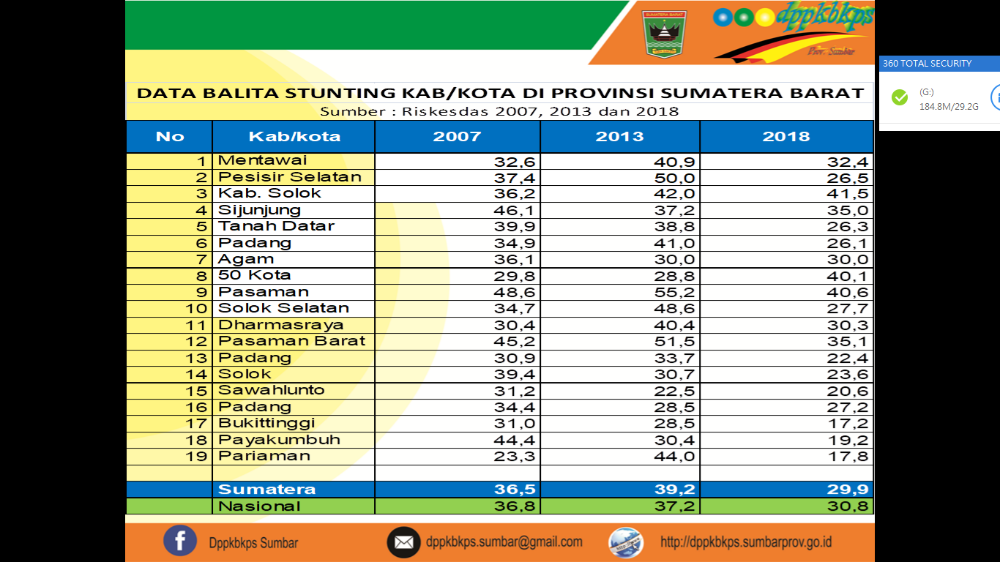 SUMATERA BARAT
dppkbkps
Prov. Sumbar
360 TOTAL SECURITY
(G:)
184.8M/29.2G
DATA BALITA STUNTING KAB/KOTA DI PROVINSI SUMATERA BARAT
Sumber : Riskesdas 2007, 2013 dan 2018
No Kab/kota 2007 2013 2018
1 Mentawai 32,6 40,9 32,4
2 Pesisir Selatan 37,4 50,0 26,5
3 Kab. Solok 36,2 42,0 41,5
4 Sijunjung 46,1 37,2 35,0
5 Tanah Datar 39,9 38,8 26,3
6 Padang 34,9 41,0 26,1
7 Agam 36,1 30,0 30,0
8 50 Kota 29,8 28,8 40,1
9 Pasaman 48,6 55,2 40,6
10 Solok Selatan 34,7 48,6 27,7
11 Dharmasraya 30,4 40,4 30,3
12 Pasaman Barat 45,2 51,5 35,1
13 Padang 30,9 33,7 22,4
14 Solok 39,4 30,7 23,6
15 Sawahlunto 31,2 22,5 20,6
16 Padang 34,4 28,5 27,2
17 Bukittinggi 31,0 28,5 17,2
18 Payakumbuh 44,4 30,4 19,2
19 Pariaman 23,3 44,0 17,8
Sumatera 36,5 39,2 29,9
Nasional 36,8 37,2 30,8
f Dppkbkps Sumbar dppkbkps.sumbar@gmail.com http://dppkbkps.sumbarprov.go.id